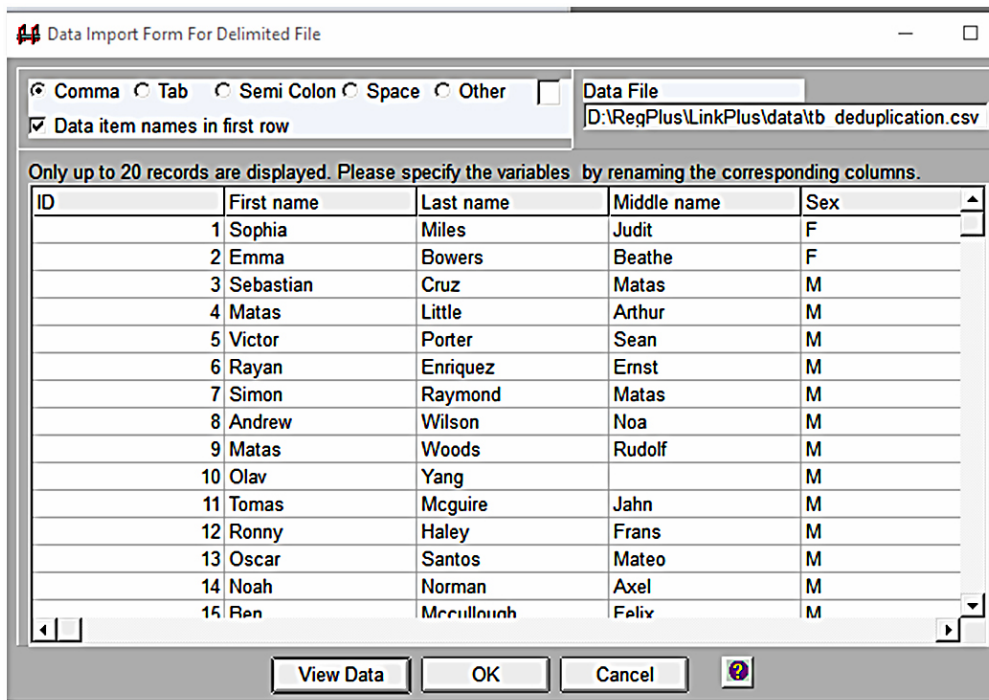 Data Import Form For Delimited File
Comma Tab Semi Colon Space Other
Data File
Data item names in first row
D:\RegPlus\LinkPlus\data\tb_deduplication.csv
Only up to 20 records are displayed. Please specify the variables by renaming the corresponding columns.
ID First name Last name Middle name Sex
1 Sophia Miles Judit F
2 Emma Bowers Beathe F
3 Sebastian Cruz Matas M
4 Matas Little Arthur M
5 Victor Porter Sean M
6 Rayan Enriquez Ernst M
7 Simon Raymond Matas M
8 Andrew Wilson Noa M
9 Matas Woods Rudolf M
10 Olav Yang M
11 Tomas Mcguire Jahn M
12 Ronny Haley Frans M
13 Oscar Santos Mateo M
14 Noah Norman Axel M
15 Ben Mccullough Felix M
View Data OK Cancel ?